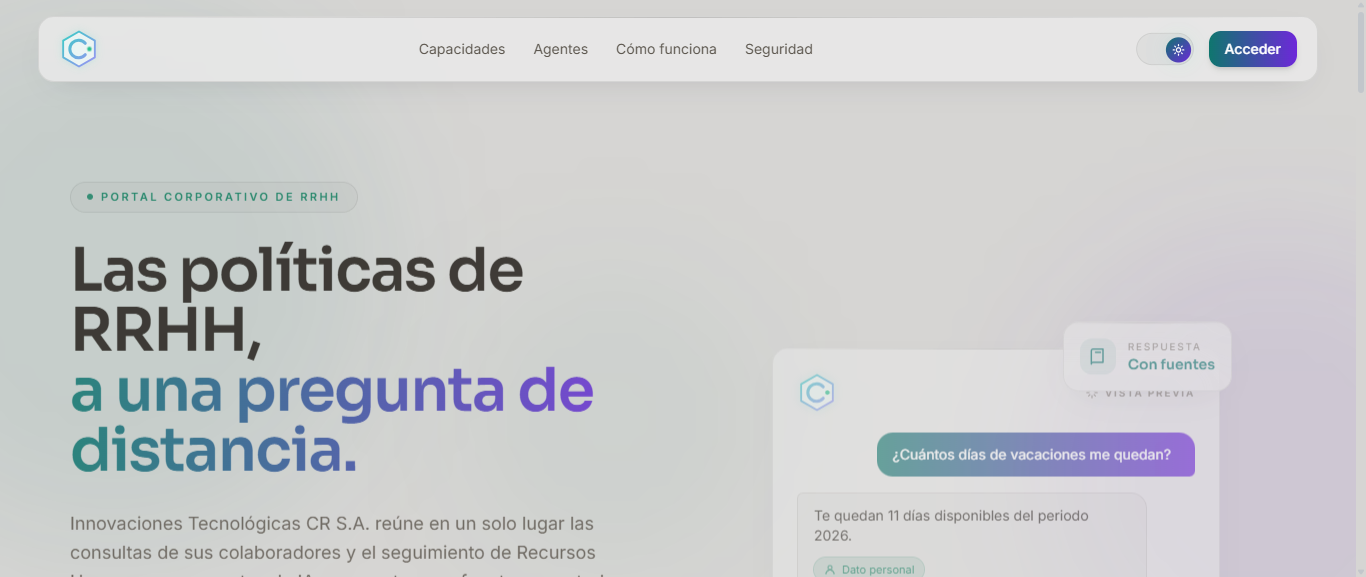 Capacidades Agentes Cómo funciona Seguridad Acceder
PORTAL CORPORATIVO DE RRHH
Las políticas de
RRHH,
a una pregunta de
distancia.
Innovaciones Tecnológicas CR S.A. reúne en un solo lugar las
consultas de sus colaboradores y el seguimiento de Recursos
RESPUESTA
Con fuentes
VISTA PREVIA
¿Cuántos días de vacaciones me quedan?
Te quedan 11 días disponibles del periodo
2026.
Dato personal